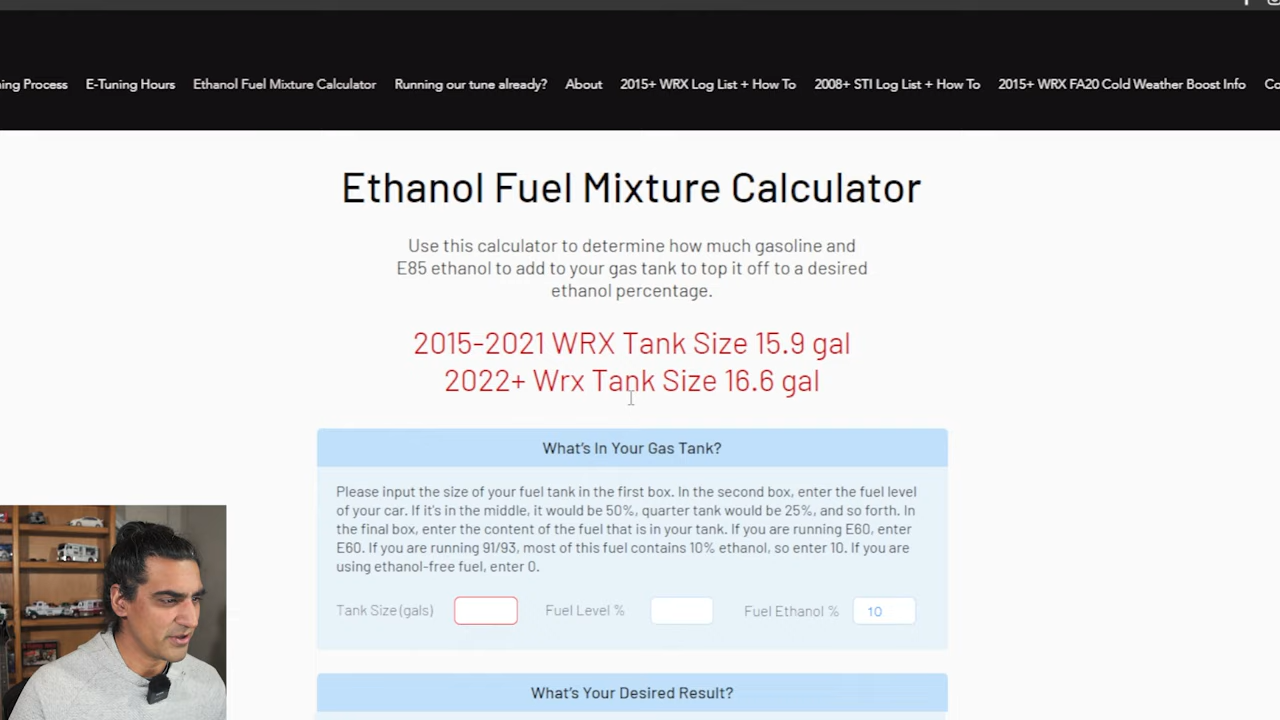 ing Process E-Tuning Hours Ethanol Fuel Mixture Calculator Running our tune already? About 2015+ WRX Log List + How To 2008+ STI Log List + How To 2015+ WRX FA20 Cold Weather Boost Info Co
Ethanol Fuel Mixture Calculator
Use this calculator to determine how much gasoline and
E85 ethanol to add to your gas tank to top it off to a desired
ethanol percentage.
2015-2021 WRX Tank Size 15.9 gal
2022+ Wrx Tank Size 16.6 gal
What's In Your Gas Tank?
Please input the size of your fuel tank in the first box. In the second box, enter the fuel level
of your car. If it's in the middle, it would be 50%, quarter tank would be 25%, and so forth. In
the final box, enter the content of the fuel that is in your tank. If you are running E60, enter
E60. If you are running 91/93, most of this fuel contains 10% ethanol, so enter 10. If you are
using ethanol-free fuel, enter 0.
Tank Size (gals) Fuel Level % Fuel Ethanol % 10
What's Your Desired Result?